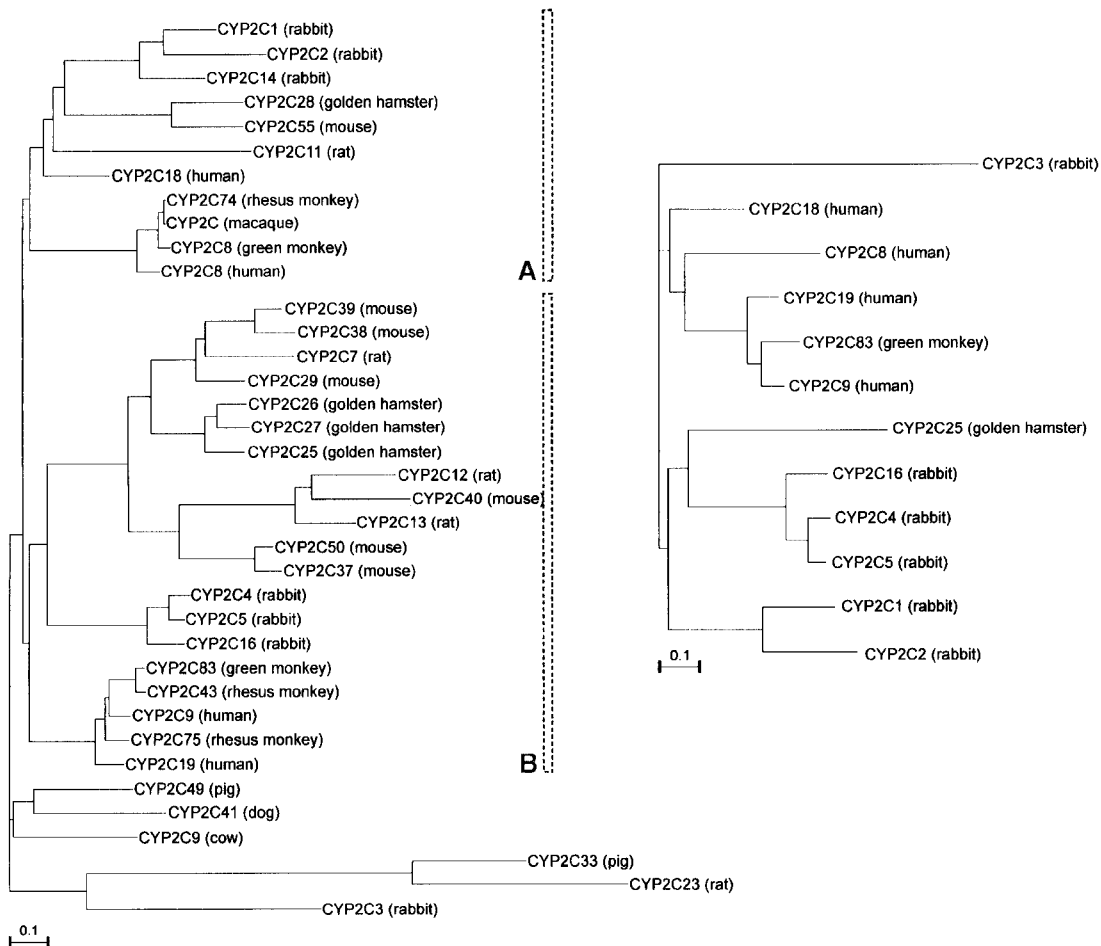 CYP2C1 (rabbit)
CYP2C2 (rabbit)
CYP2C14 (rabbit)
CYP2C28 (golden hamster)
CYP2C55 (mouse)
CYP2C11 (rat)
CYP2C18 (human)
CYP2C74 (rhesus monkey)
CYP2C (macaque)
CYP2C8 (green monkey)
CYP2C8 (human)
A
CYP2C39 (mouse)
CYP2C38 (mouse)
CYP2C7 (rat)
CYP2C29 (mouse)
CYP2C26 (golden hamster)
CYP2C27 (golden hamster)
CYP2C25 (golden hamster)
CYP2C12 (rat)
CYP2C40 (mouse)
CYP2C13 (rat)
CYP2C50 (mouse)
CYP2C37 (mouse)
CYP2C4 (rabbit)
CYP2C5 (rabbit)
CYP2C16 (rabbit)
CYP2C83 (green monkey)
CYP2C43 (rhesus monkey)
CYP2C9 (human)
CYP2C75 (rhesus monkey)
CYP2C19 (human)
B
CYP2C49 (pig)
CYP2C41 (dog)
CYP2C9 (cow)
CYP2C33 (pig)
CYP2C23 (rat)
CYP2C3 (rabbit)
0.1
CYP2C3 (rabbit)
CYP2C18 (human)
CYP2C8 (human)
CYP2C19 (human)
CYP2C83 (green monkey)
CYP2C9 (human)
CYP2C25 (golden hamster)
CYP2C16 (rabbit)
CYP2C4 (rabbit)
CYP2C5 (rabbit)
CYP2C1 (rabbit)
CYP2C2 (rabbit)
0.1